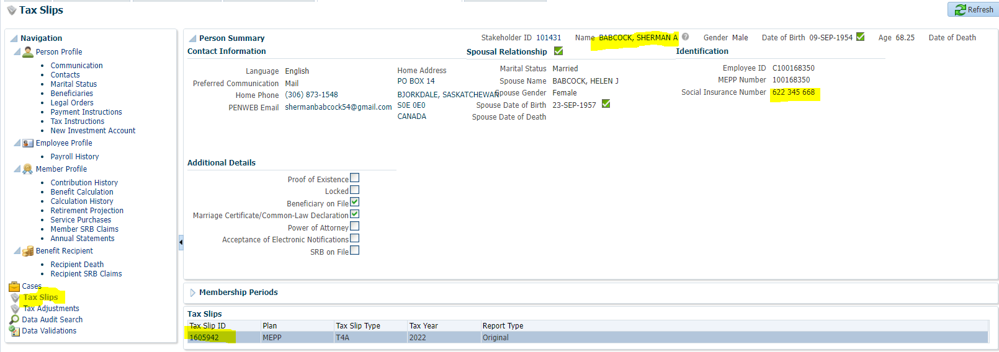 Tax Slips
Refresh
Navigation
Person Profile
Communication
Contacts
Marital Status
Beneficiaries
Legal Orders
Payment Instructions
Tax Instructions
New Investment Account
Employee Profile
Payroll History
Member Profile
Contribution History
Benefit Calculation
Calculation History
Retirement Projection
Service Purchases
Member SRB Claims
Annual Statements
Benefit Recipient
Recipient Death
Recipient SRB Claims
Cases
Tax Slips
Tax Adjustments
Data Audit Search
Data Validations
Person Summary
Stakeholder ID 101431 Name BABCOCK, SHERMAN A Gender Male Date of Birth 09-SEP-1954 Age 68.25 Date of Death
Contact Information
Language English
Preferred Communication Mail
Home Phone (306) 873-1548
PENWEB Email shermanbabcock54@gmail.com
Home Address
PO BOX 14
BJORKDALE, SASKATCHEWAN
S0E 0E0
CANADA
Spousal Relationship
Marital Status Married
Spouse Name BABCOCK, HELEN J
Spouse Gender Female
Spouse Date of Birth 23-SEP-1957
Spouse Date of Death
Identification
Employee ID C100168350
MEPP Number 100168350
Social Insurance Number 622 345 668
Additional Details
Proof of Existence
Locked
Beneficiary on File
Marriage Certificate/Common-Law Declaration
Power of Attorney
Acceptance of Electronic Notifications
SRB on File
Membership Periods
Tax Slips
Tax Slip ID Plan Tax Slip Type Tax Year Report Type
1605942 MEPP T4A 2022 Original